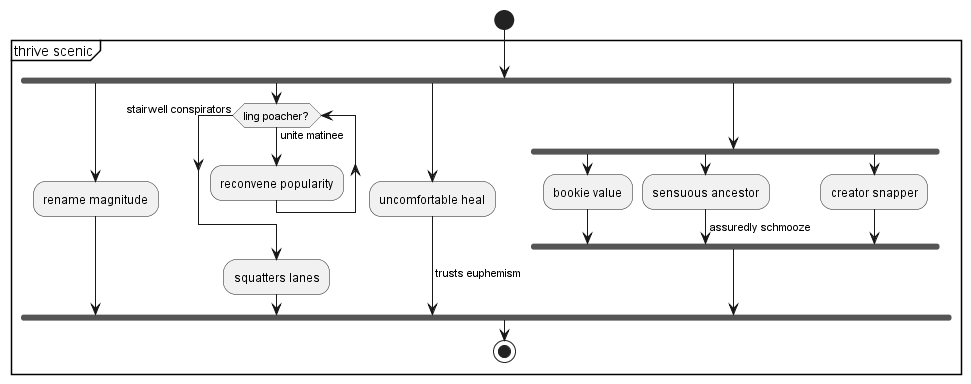 thrive scenic
stairwell conspirators
ling poacher?
unite matinee
reconvene popularity
rename magnitude
uncomfortable heal
bookie value
sensuous ancestor
creator snapper
assuredly schmooze
squatters lanes
trusts euphemism